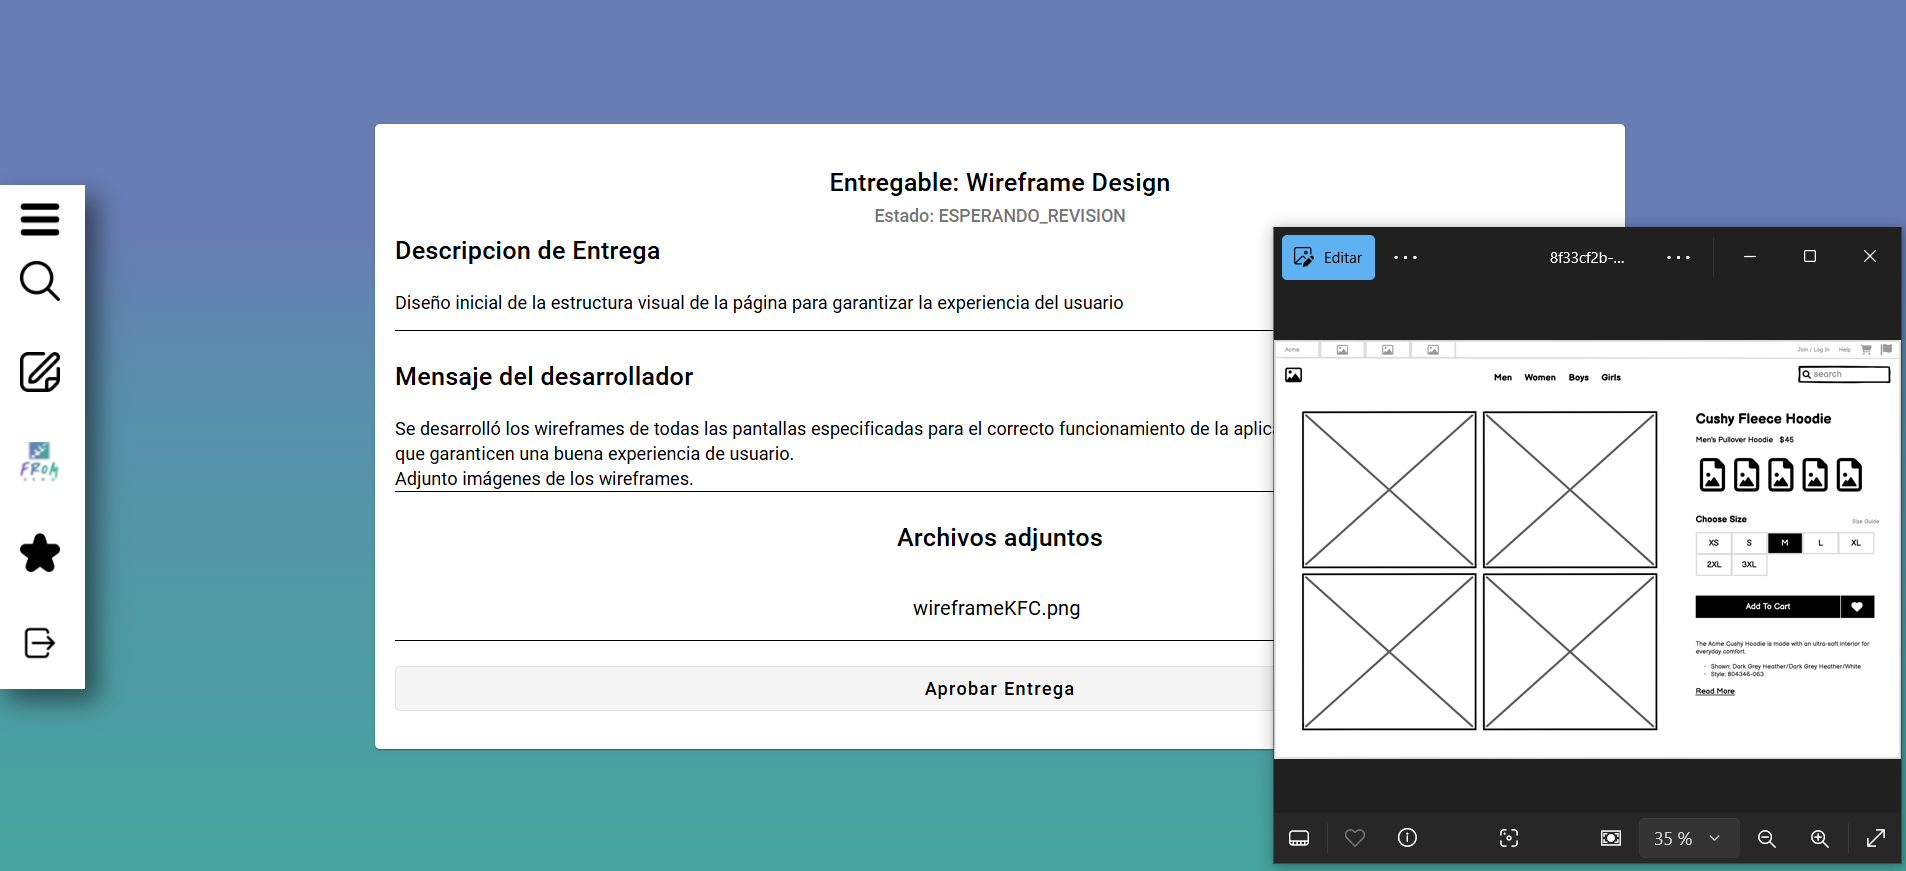 Entregable: Wireframe Design
Estado: ESPERANDO_REVISION
Descripcion de Entrega
Diseño inicial de la estructura visual de la página para garantizar la experiencia del usuario
Mensaje del desarrollador
Se desarrolló los wireframes de todas las pantallas especificadas para el correcto funcionamiento de la aplic
que garanticen una buena experiencia de usuario.
Adjunto imágenes de los wireframes.
Archivos adjuntos
wireframeKFC.png
Aprobar Entrega
FROM
Editar
8f33cf2b-...
Acme
Join / Log In Help
Men Women Boys Girls
search
Cushy Fleece Hoodie
Men's Pullover Hoodie $45
Choose Size
Size Guide
XS S M L XL
2XL 3XL
Add To Cart
The Acme Cushy Hoodie is made with an ultra-soft interior for
everyday comfort.
Shown: Dark Grey Heather/Dark Grey Heather/White
Style: 804346-063
Read More
35 %